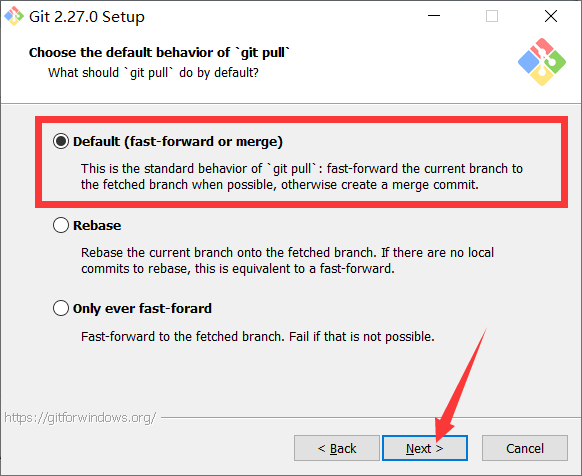 Git 2.27.0 Setup
Choose the default behavior of `git pull`
What should `git pull` do by default?
Default (fast-forward or merge)
This is the standard behavior of `git pull`: fast-forward the current branch to
the fetched branch when possible, otherwise create a merge commit.
Rebase
Rebase the current branch onto the fetched branch. If there are no local
commits to rebase, this is equivalent to a fast-forward.
Only ever fast-forard
Fast-forward to the fetched branch. Fail if that is not possible.
https://gitforwindows.org/
< Back
Next >
Cancel